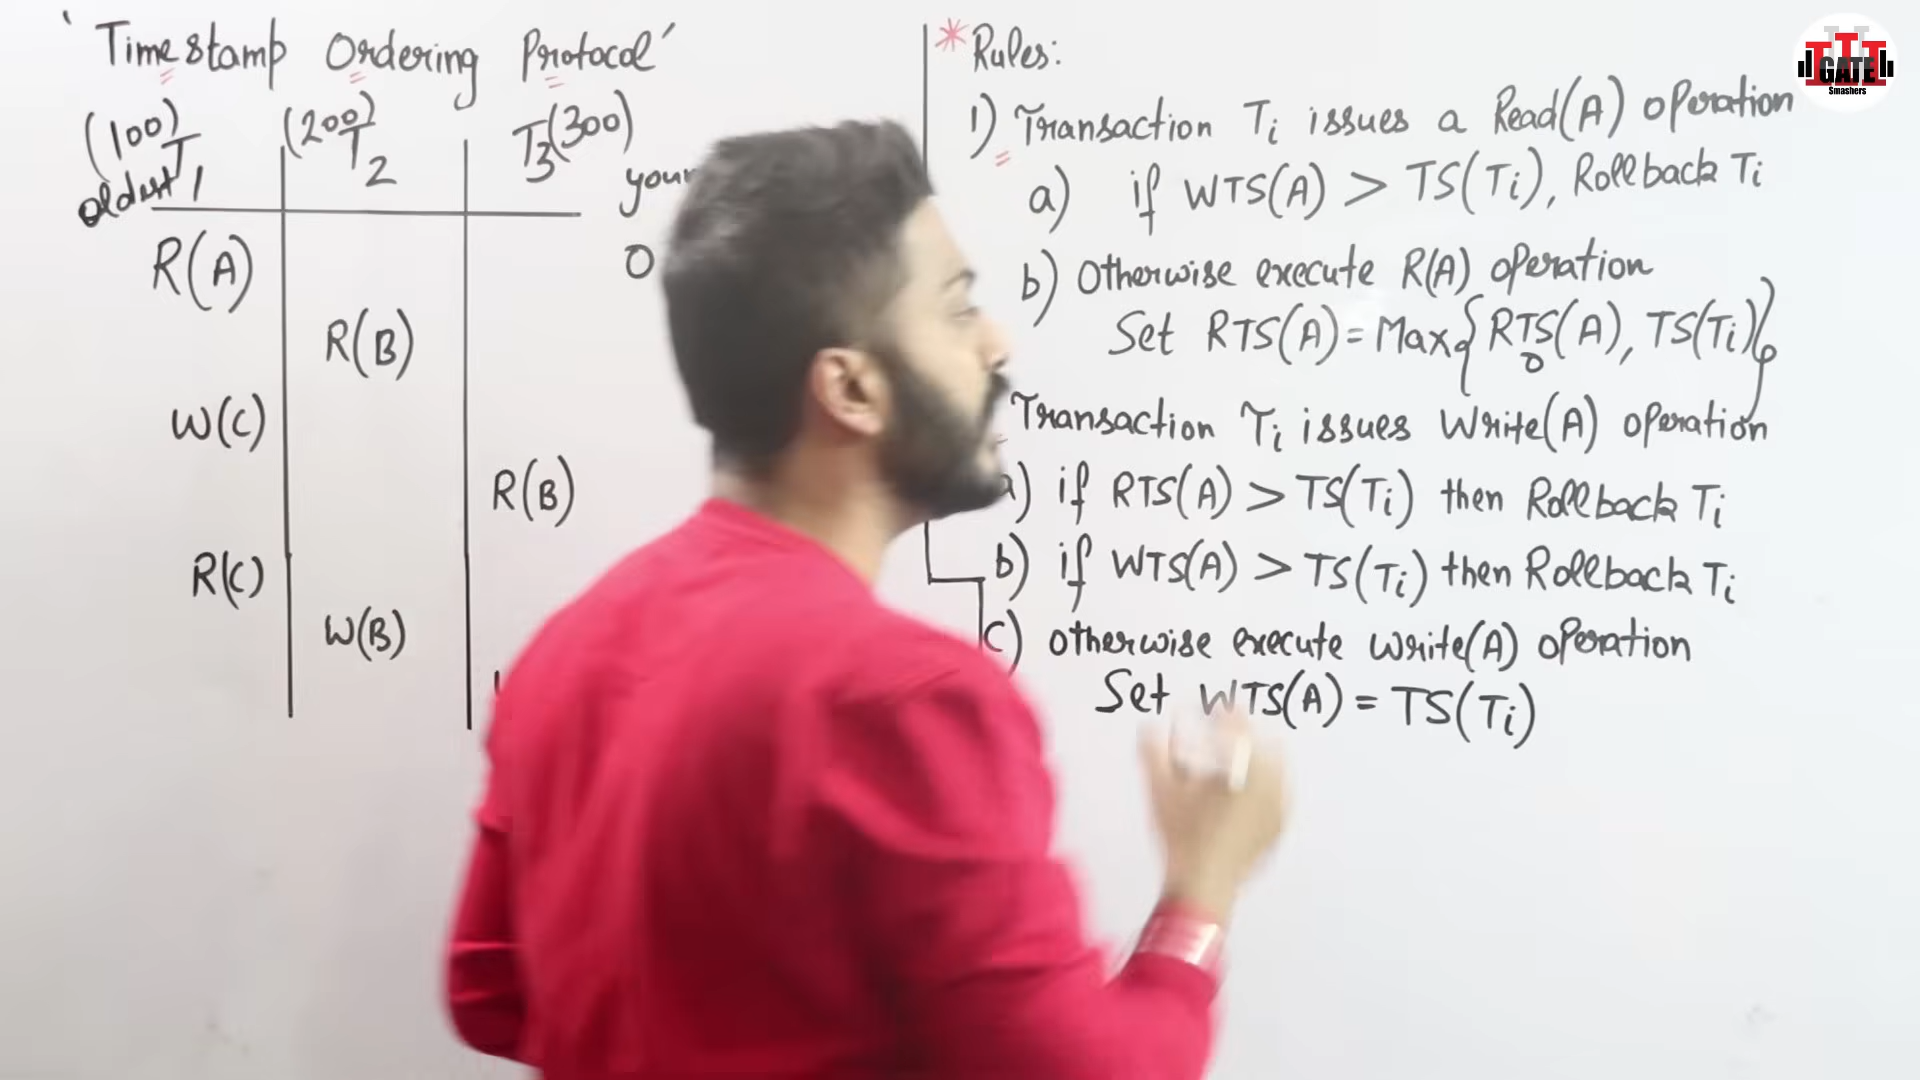 'Timestamp Ordering Protocol'
(100) (200) T3(300)
T1 T2
oldest
R(A) 0
R(B)
W(C)
R(B)
R(C)
W(B)
* Rules:
1) Transaction Ti issues a Read(A) operation
a) if WTS(A) > TS(Ti), Rollback Ti
b) Otherwise execute R(A) operation
Set RTS(A) = Max{RTS(A), TS(Ti)}
0
Transaction Ti issues Write(A) operation
a) if RTS(A) > TS(Ti) then Rollback Ti
b) if WTS(A) > TS(Ti) then Rollback Ti
c) otherwise execute write(A) operation
Set WTS(A) = TS(Ti)
GATE
Smashers